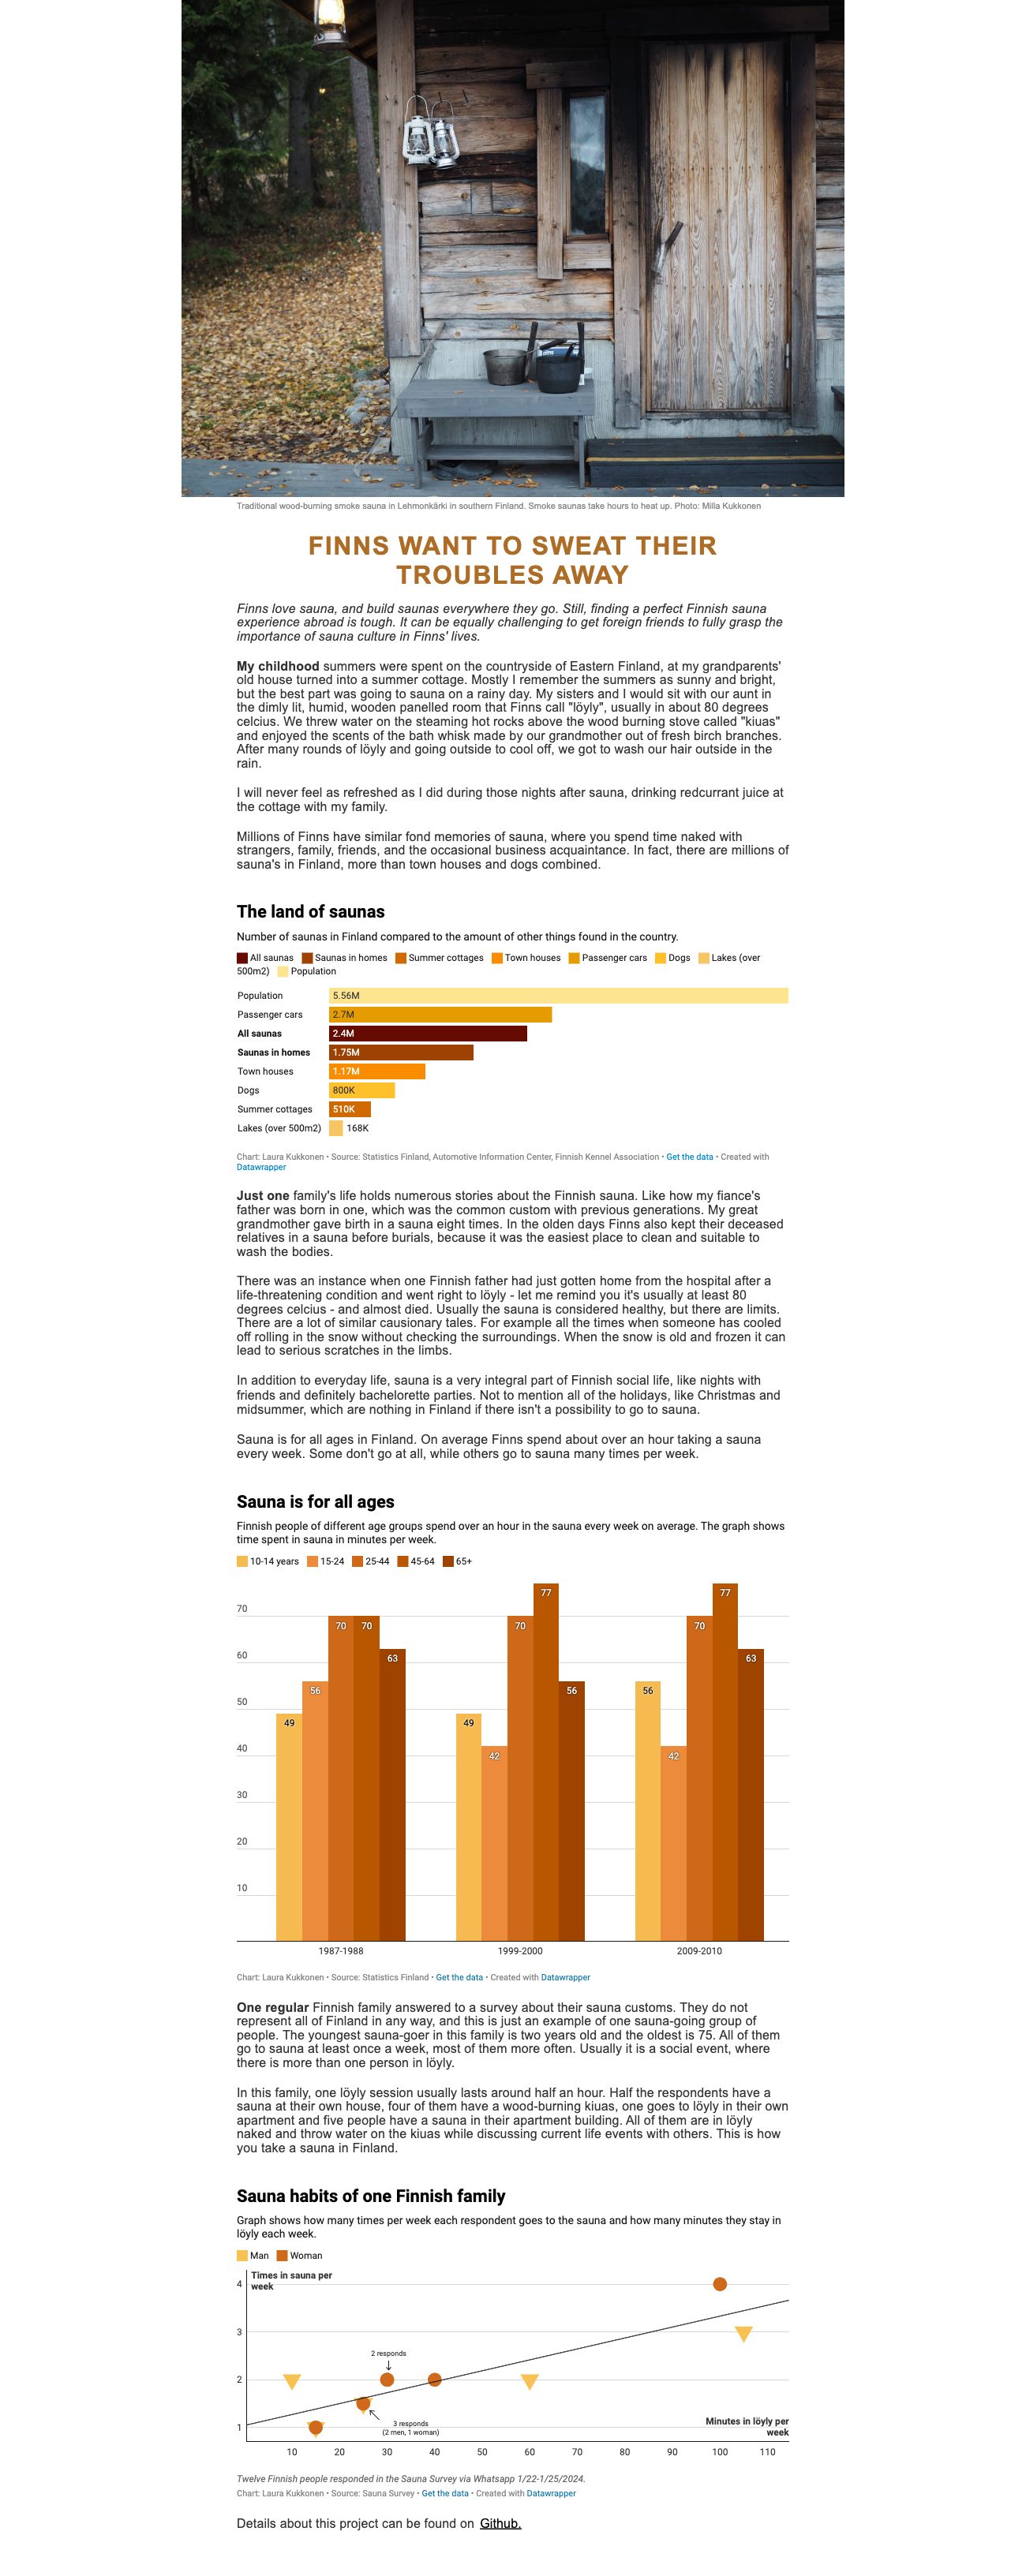 Traditional wood-burning smoke sauna in Lehmonkärki in southern Finland. Smoke saunas take hours to heat up. Photo: Milla Kukkonen
FINNS WANT TO SWEAT THEIR
TROUBLES AWAY
Finns love sauna, and build saunas everywhere they go. Still, finding a perfect Finnish sauna
experience abroad is tough. It can be equally challenging to get foreign friends to fully grasp the
importance of sauna culture in Finns' lives.
My childhood summers were spent on the countryside of Eastern Finland, at my grandparents'
old house turned into a summer cottage. Mostly I remember the summers as sunny and bright,
but the best part was going to sauna on a rainy day. My sisters and I would sit with our aunt in
the dimly lit, humid, wooden panelled room that Finns call "löyly", usually in about 80 degrees
celcius. We threw water on the steaming hot rocks above the wood burning stove called "kiuas"
and enjoyed the scents of the bath whisk made by our grandmother out of fresh birch branches.
After many rounds of löyly and going outside to cool off, we got to wash our hair outside in the
rain.
I will never feel as refreshed as I did during those nights after sauna, drinking redcurrant juice at
the cottage with my family.
Millions of Finns have similar fond memories of sauna, where you spend time naked with
strangers, family, friends, and the occasional business acquaintance. In fact, there are millions of
sauna's in Finland, more than town houses and dogs combined.
The land of saunas
Number of saunas in Finland compared to the amount of other things found in the country.
All saunas Saunas in homes Summer cottages Town houses Passenger cars Dogs Lakes (over
500m2) Population
Population 5.56M
Passenger cars 2.7M
All saunas 2.4M
Saunas in homes 1.75M
Town houses 1.17M
Dogs 800K
Summer cottages 510K
Lakes (over 500m2) 168K
Chart: Laura Kukkonen • Source: Statistics Finland, Automotive Information Center, Finnish Kennel Association • Get the data • Created with
Datawrapper
Just one family's life holds numerous stories about the Finnish sauna. Like how my fiance's
father was born in one, which was the common custom with previous generations. My great
grandmother gave birth in a sauna eight times. In the olden days Finns also kept their deceased
relatives in a sauna before burials, because it was the easiest place to clean and suitable to
wash the bodies.
There was an instance when one Finnish father had just gotten home from the hospital after a
life-threatening condition and went right to löyly - let me remind you it's usually at least 80
degrees celcius - and almost died. Usually the sauna is considered healthy, but there are limits.
There are a lot of similar causionary tales. For example all the times when someone has cooled
off rolling in the snow without checking the surroundings. When the snow is old and frozen it can
lead to serious scratches in the limbs.
In addition to everyday life, sauna is a very integral part of Finnish social life, like nights with
friends and definitely bachelorette parties. Not to mention all of the holidays, like Christmas and
midsummer, which are nothing in Finland if there isn't a possibility to go to sauna.
Sauna is for all ages in Finland. On average Finns spend about over an hour taking a sauna
every week. Some don't go at all, while others go to sauna many times per week.
Sauna is for all ages
Finnish people of different age groups spend over an hour in the sauna every week on average. The graph shows
time spent in sauna in minutes per week.
10-14 years 15-24 25-44 45-64 65+
77 77
70
70 70 70 70
60
63 63
50
56 56 56
49 49
40
42 42
30
20
10
1987-1988 1999-2000 2009-2010
Chart: Laura Kukkonen • Source: Statistics Finland • Get the data • Created with Datawrapper
One regular Finnish family answered to a survey about their sauna customs. They do not
represent all of Finland in any way, and this is just an example of one sauna-going group of
people. The youngest sauna-goer in this family is two years old and the oldest is 75. All of them
go to sauna at least once a week, most of them more often. Usually it is a social event, where
there is more than one person in löyly.
In this family, one löyly session usually lasts around half an hour. Half the respondents have a
sauna at their own house, four of them have a wood-burning kiuas, one goes to löyly in their own
apartment and five people have a sauna in their apartment building. All of them are in löyly
naked and throw water on the kiuas while discussing current life events with others. This is how
you take a sauna in Finland.
Sauna habits of one Finnish family
Graph shows how many times per week each respondent goes to the sauna and how many minutes they stay in
löyly each week.
Man Woman
Times in sauna per
week
4
3
2 responds
2
3 responds
(2 men, 1 woman)
Minutes in löyly per
week
1
10 20 30 40 50 60 70 80 90 100 110
Twelve Finnish people responded in the Sauna Survey via Whatsapp 1/22-1/25/2024.
Chart: Laura Kukkonen • Source: Sauna Survey • Get the data • Created with Datawrapper
Details about this project can be found on Github.